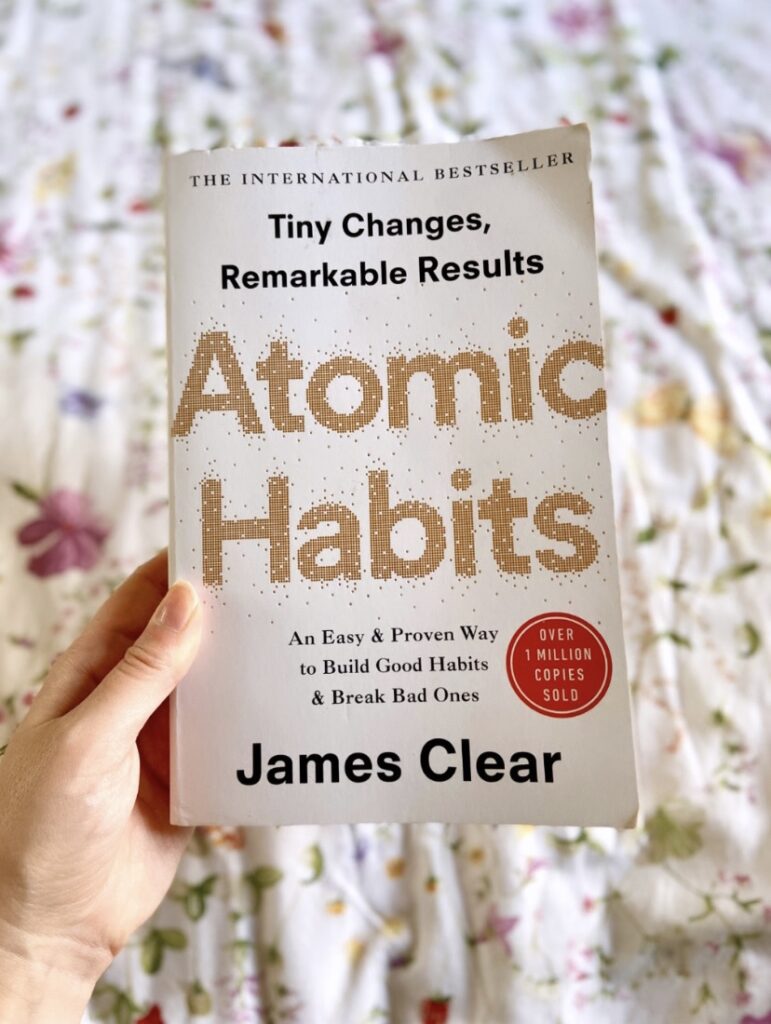 THE INTERNATIONAL BESTSELLER
Tiny Changes,
Remarkable Results
Atomic
Habits
An Easy & Proven Way
to Build Good Habits
& Break Bad Ones
OVER
1 MILLION
COPIES
SOLD
James Clear